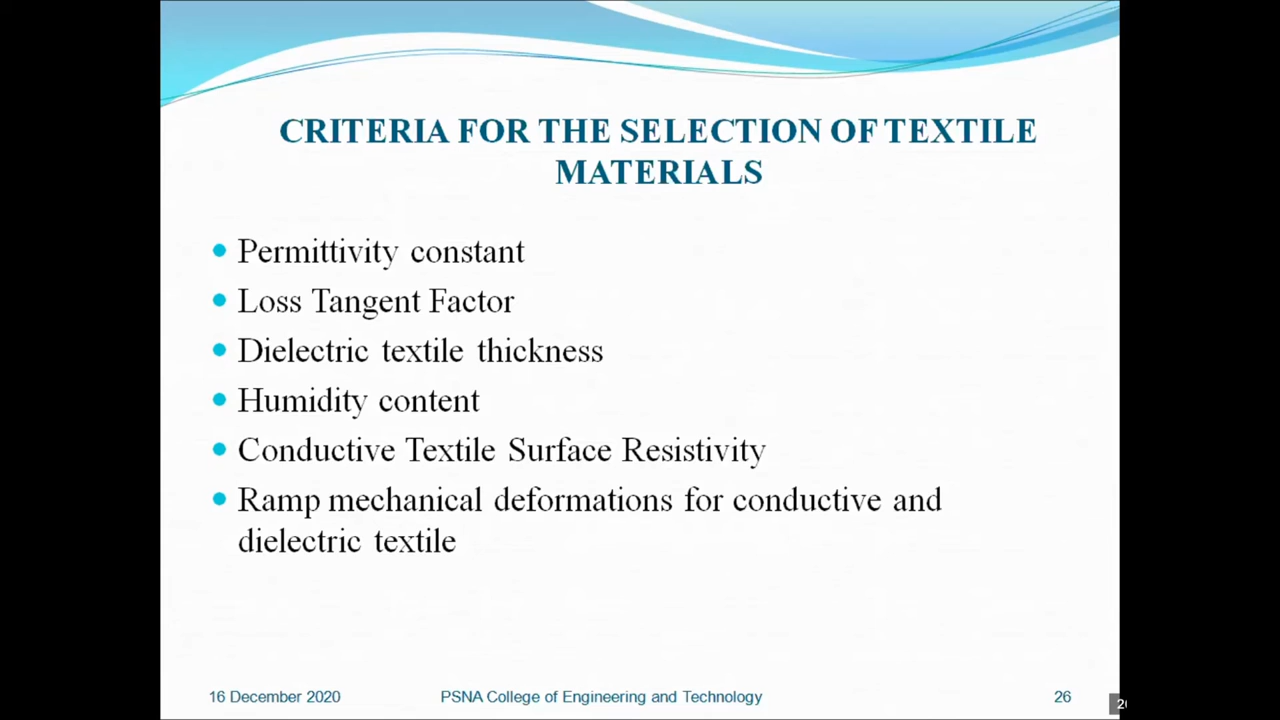 CRITERIA FOR THE SELECTION OF TEXTILE
MATERIALS
Permittivity constant
Loss Tangent Factor
Dielectric textile thickness
Humidity content
Conductive Textile Surface Resistivity
Ramp mechanical deformations for conductive and
dielectric textile
16 December 2020 PSNA College of Engineering and Technology 26